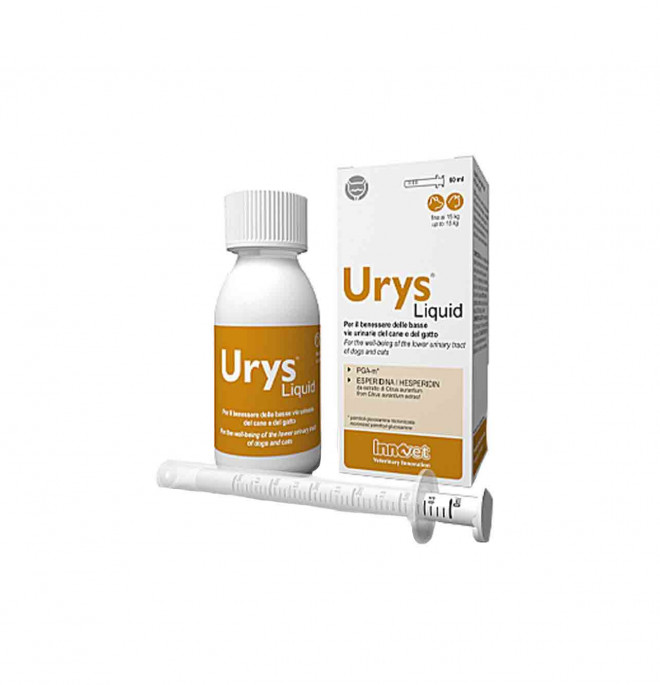 Urys®
Liquid
Per il benessere delle basse vie urinarie
del cane e del gatto
For the well-being of the lower urinary tract
of dogs and cats
fino ai 15 kg
up to 15 kg
Urys®
Liquid
Per il benessere delle basse
vie urinarie del cane e del gatto
For the well-being of the lower urinary tract
of dogs and cats
PGA-m*
ESPERIDINA / HESPERIDIN
da estratto di Citrus aurantium
from Citrus aurantium extract
Innovet
Veterinary Innovation